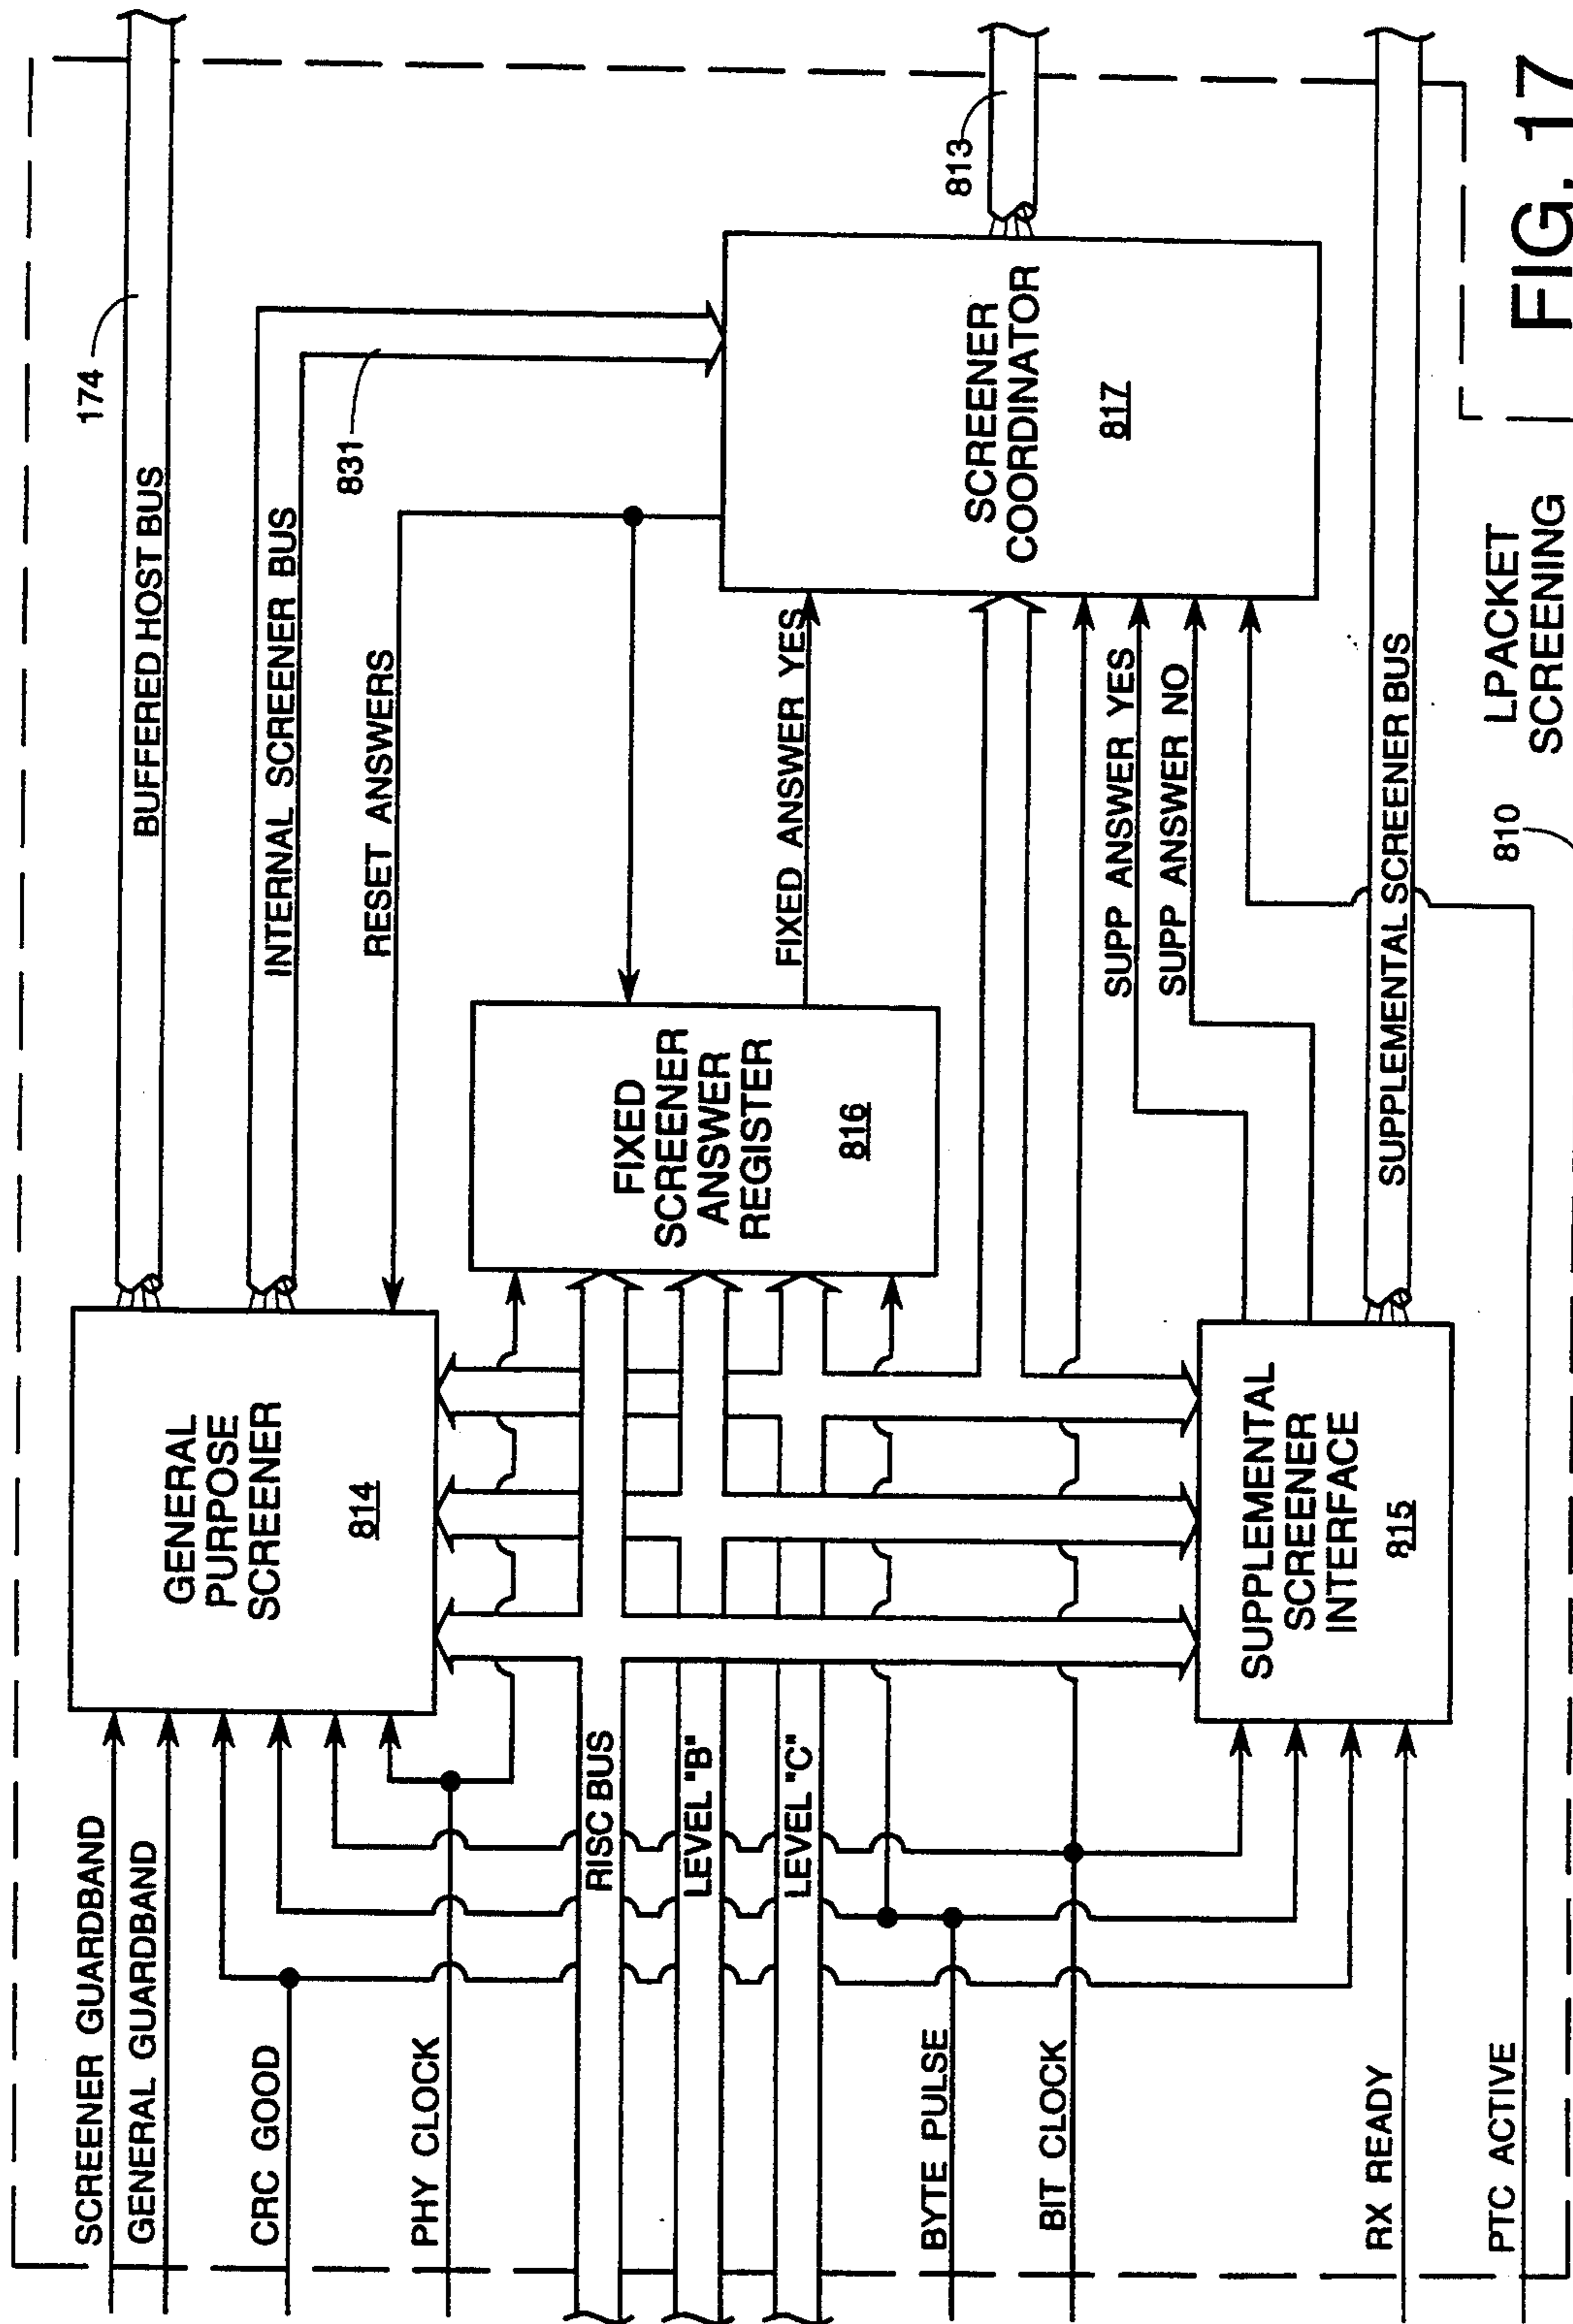 SCREENER GUARDBAND
GENERAL GUARDBAND
CRC GOOD
PHY CLOCK
RISC BUS
LEVEL "B"
LEVEL "C"
BYTE PULSE
BIT CLOCK
RX READY
PTC ACTIVE
GENERAL
PURPOSE
SCREENER
814
SUPPLEMENTAL
SCREENER
INTERFACE
815
FIXED
SCREENER
ANSWER
REGISTER
816
BUFFERED HOST BUS
174
INTERNAL SCREENER BUS
831
RESET ANSWERS
FIXED ANSWER YES
SUPP ANSWER YES
SUPP ANSWER NO
SUPPLEMENTAL SCREENER BUS
SCREENER
COORDINATOR
817
813
810
LPACKET
SCREENING
FIG. 17